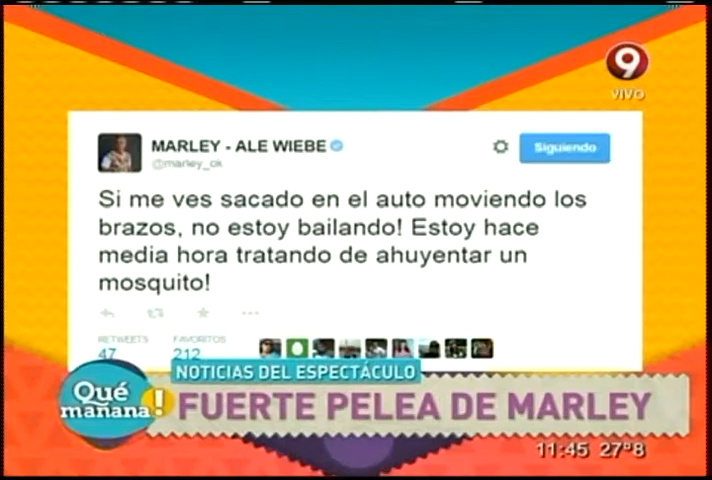 9
VIVO
MARLEY - ALE WIEBE
@marley_ok
Siguiendo
Si me ves sacado en el auto moviendo los
brazos, no estoy bailando! Estoy hace
media hora tratando de ahuyentar un
mosquito!
RETWEETS
FAVORITOS
47
212
NOTICIAS DEL ESPECTÁCULO
Qué
mañana!
FUERTE PELEA DE MARLEY
11:45 27°8